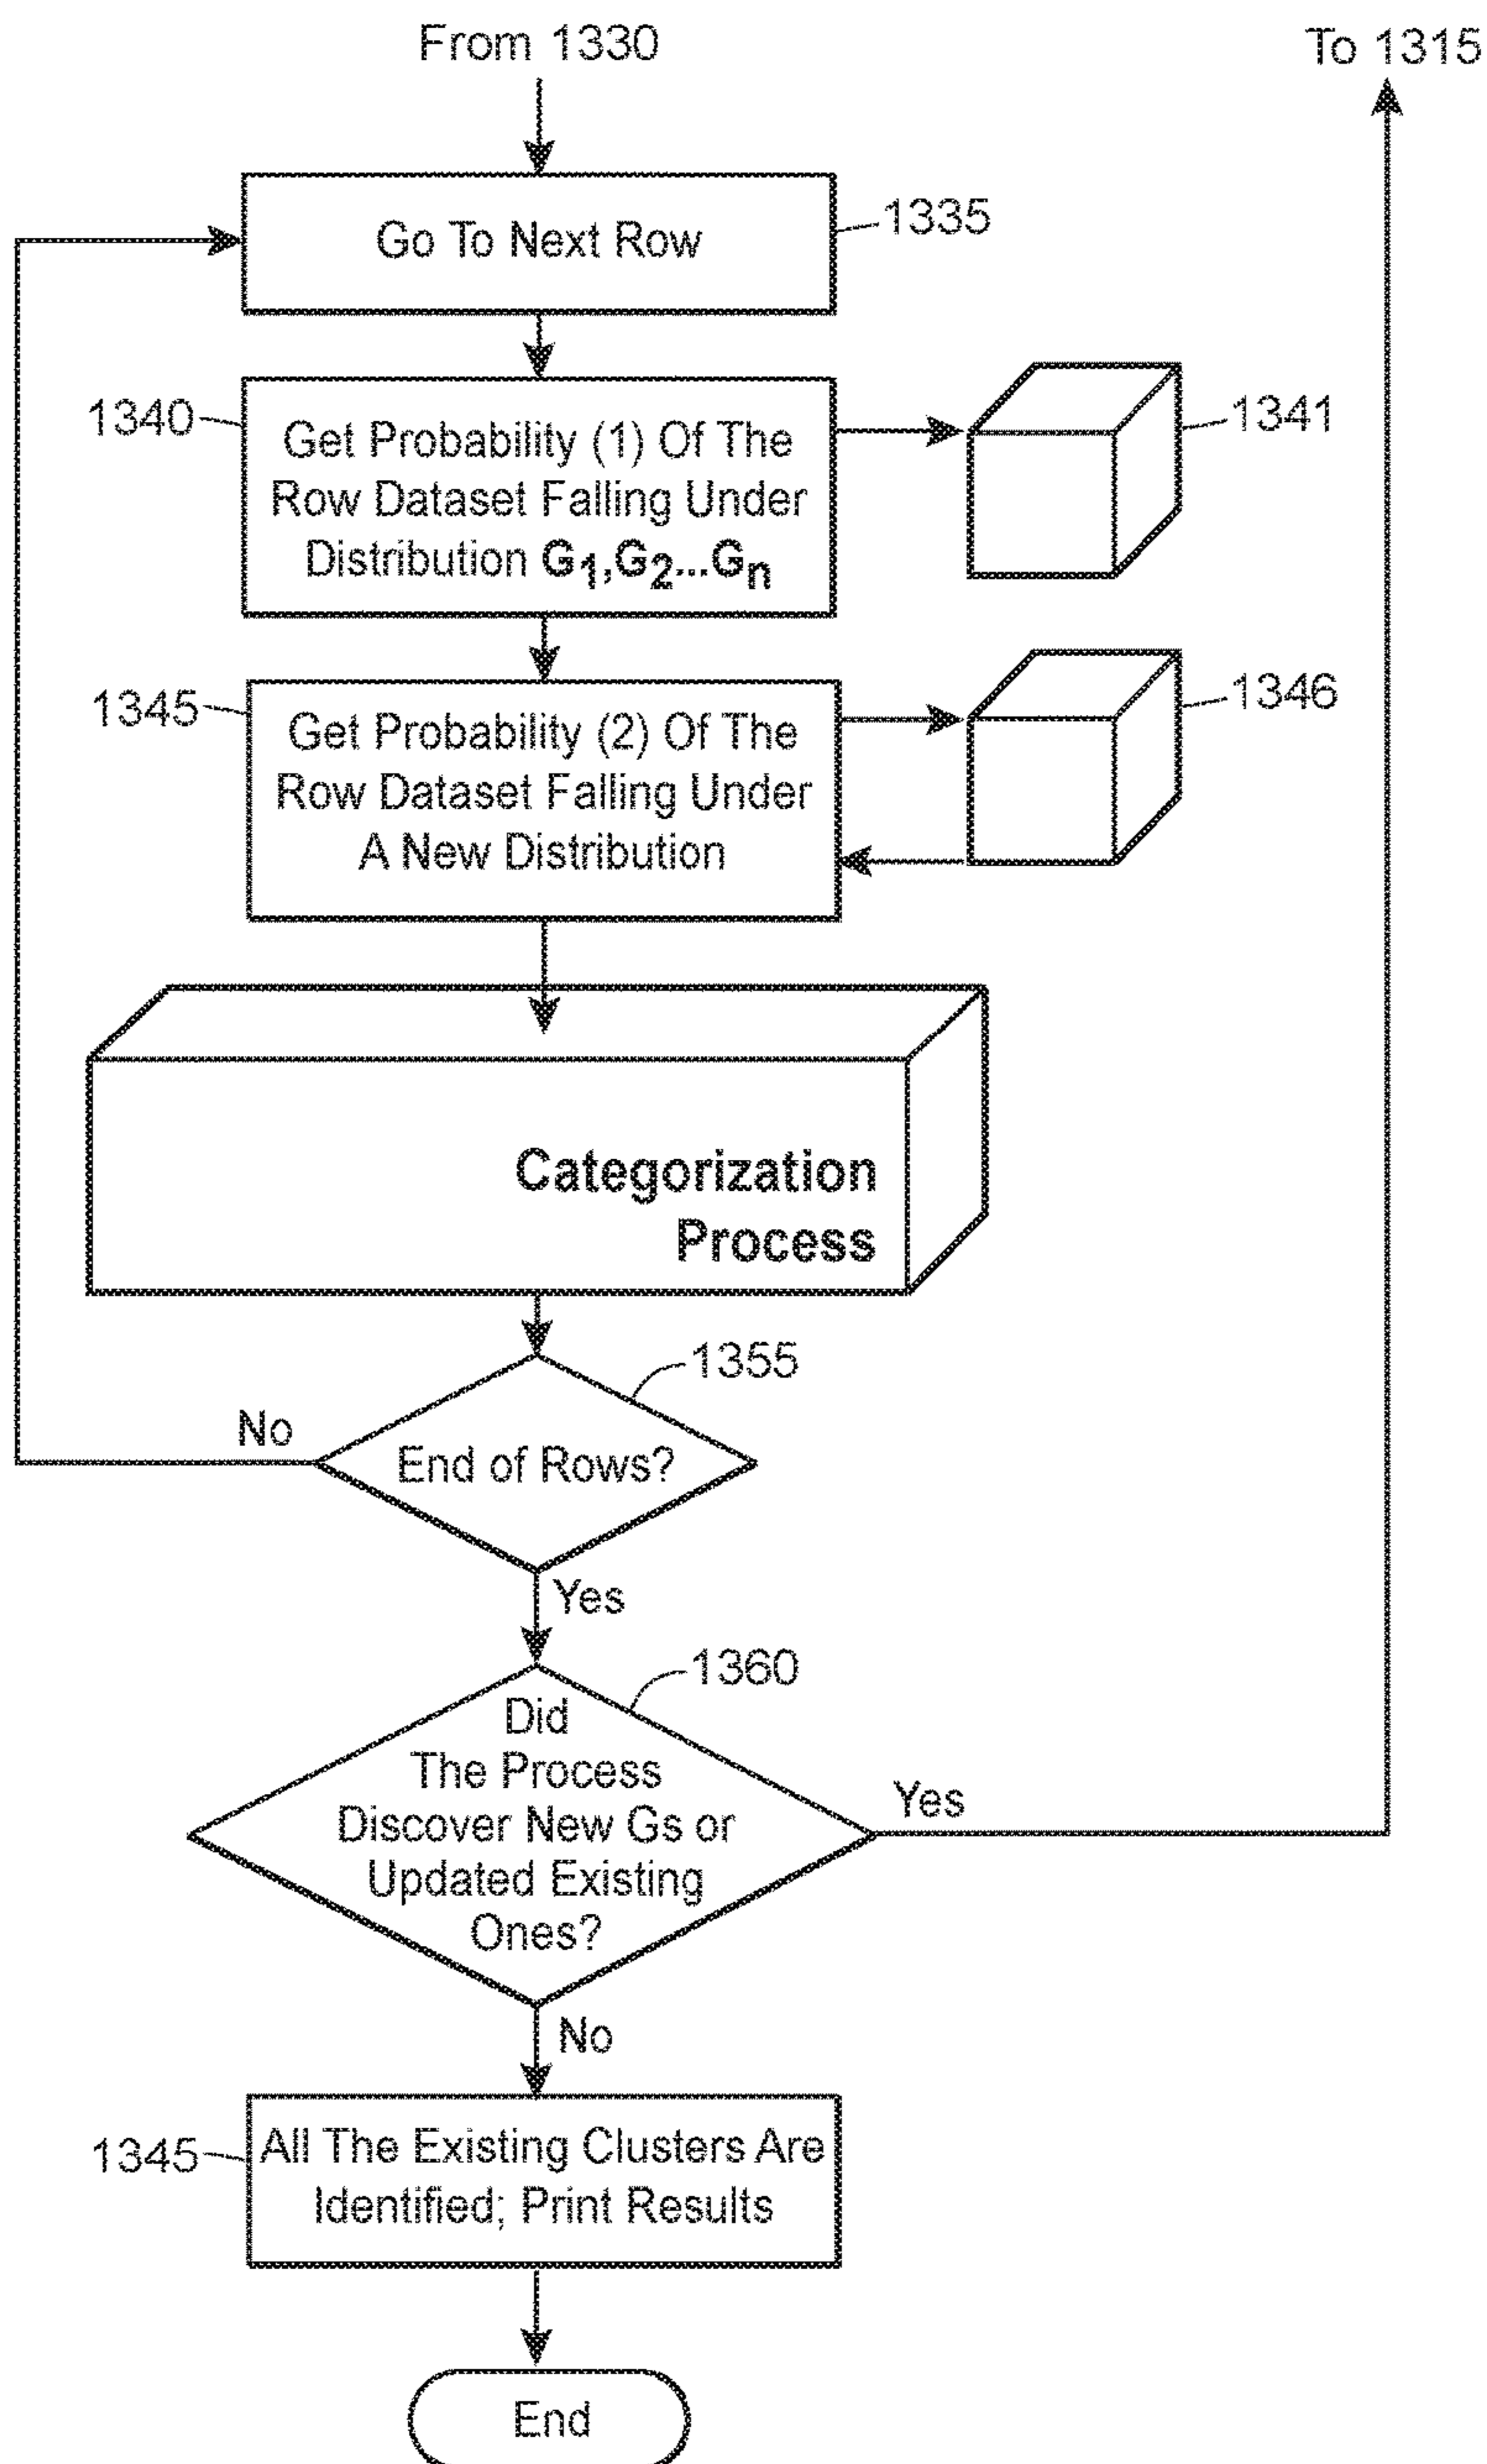 From 1330
To 1315
Go To Next Row
1335
1340
Get Probability (1) Of The
Row Dataset Falling Under
Distribution G1,G2...Gn
1341
1345
Get Probability (2) Of The
Row Dataset Falling Under
A New Distribution
1346
Categorization
Process
1355
No
End of Rows?
Yes
1360
Did
The Process
Discover New Gs or
Updated Existing
Ones?
Yes
No
1345
All The Existing Clusters Are
Identified; Print Results
End